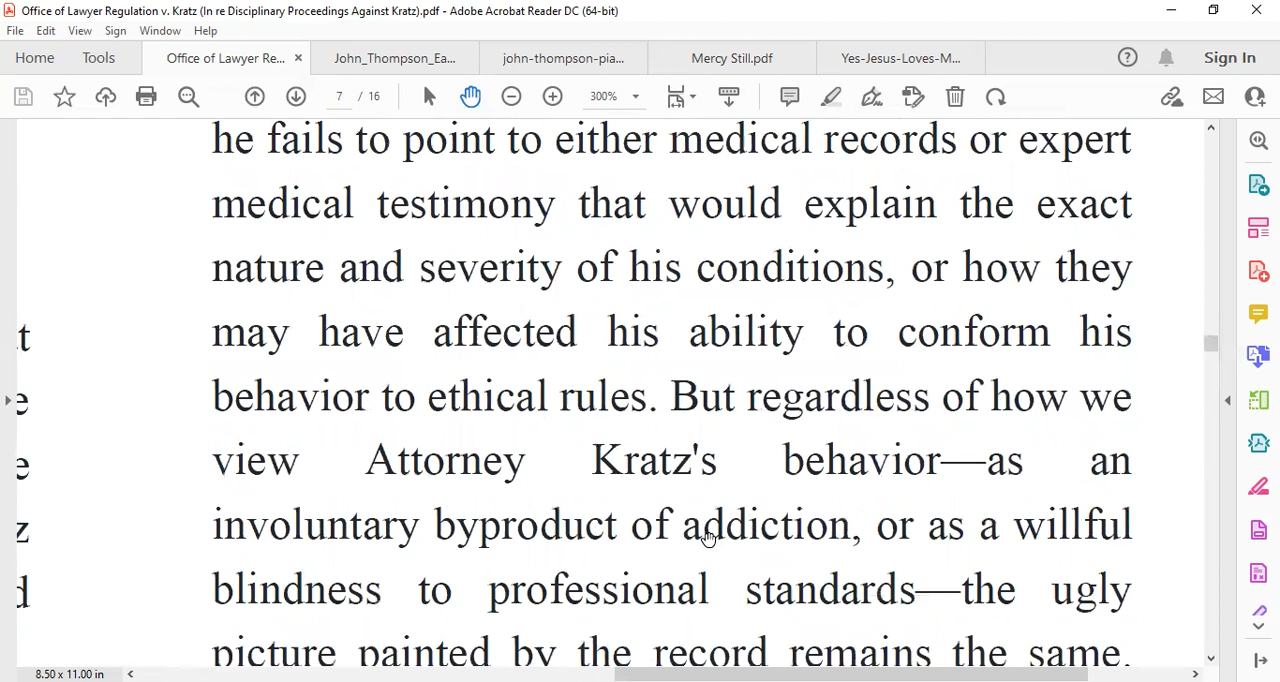 Office of Lawyer Regulation v. Kratz (In re Disciplinary Proceedings Against Kratz).pdf - Adobe Acrobat Reader DC (64-bit)
File Edit View Sign Window Help
Home Tools Office of Lawyer Re... × John_Thompson_Ea... john-thompson-pia... Mercy Still.pdf Yes-Jesus-Loves-M... Sign In
7 / 16 300%
he fails to point to either medical records or expert
medical testimony that would explain the exact
nature and severity of his conditions, or how they
may have affected his ability to conform his
behavior to ethical rules. But regardless of how we
view Attorney Kratz's behavior—as an
involuntary byproduct of addiction, or as a willful
blindness to professional standards—the ugly
picture painted by the record remains the same.
t
e
e
z
d
8.50 x 11.00 in